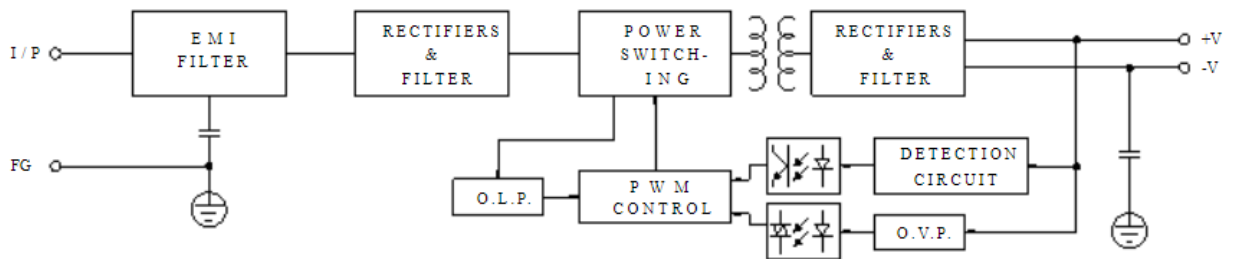 I / P
EMI
FILTER
RECTIFIERS
&
FILTER
POWER
SWITCH-
ING
RECTIFIERS
&
FILTER
+V
-V
FG
O.L.P.
PWM
CONTROL
DETECTION
CIRCUIT
O.V.P.